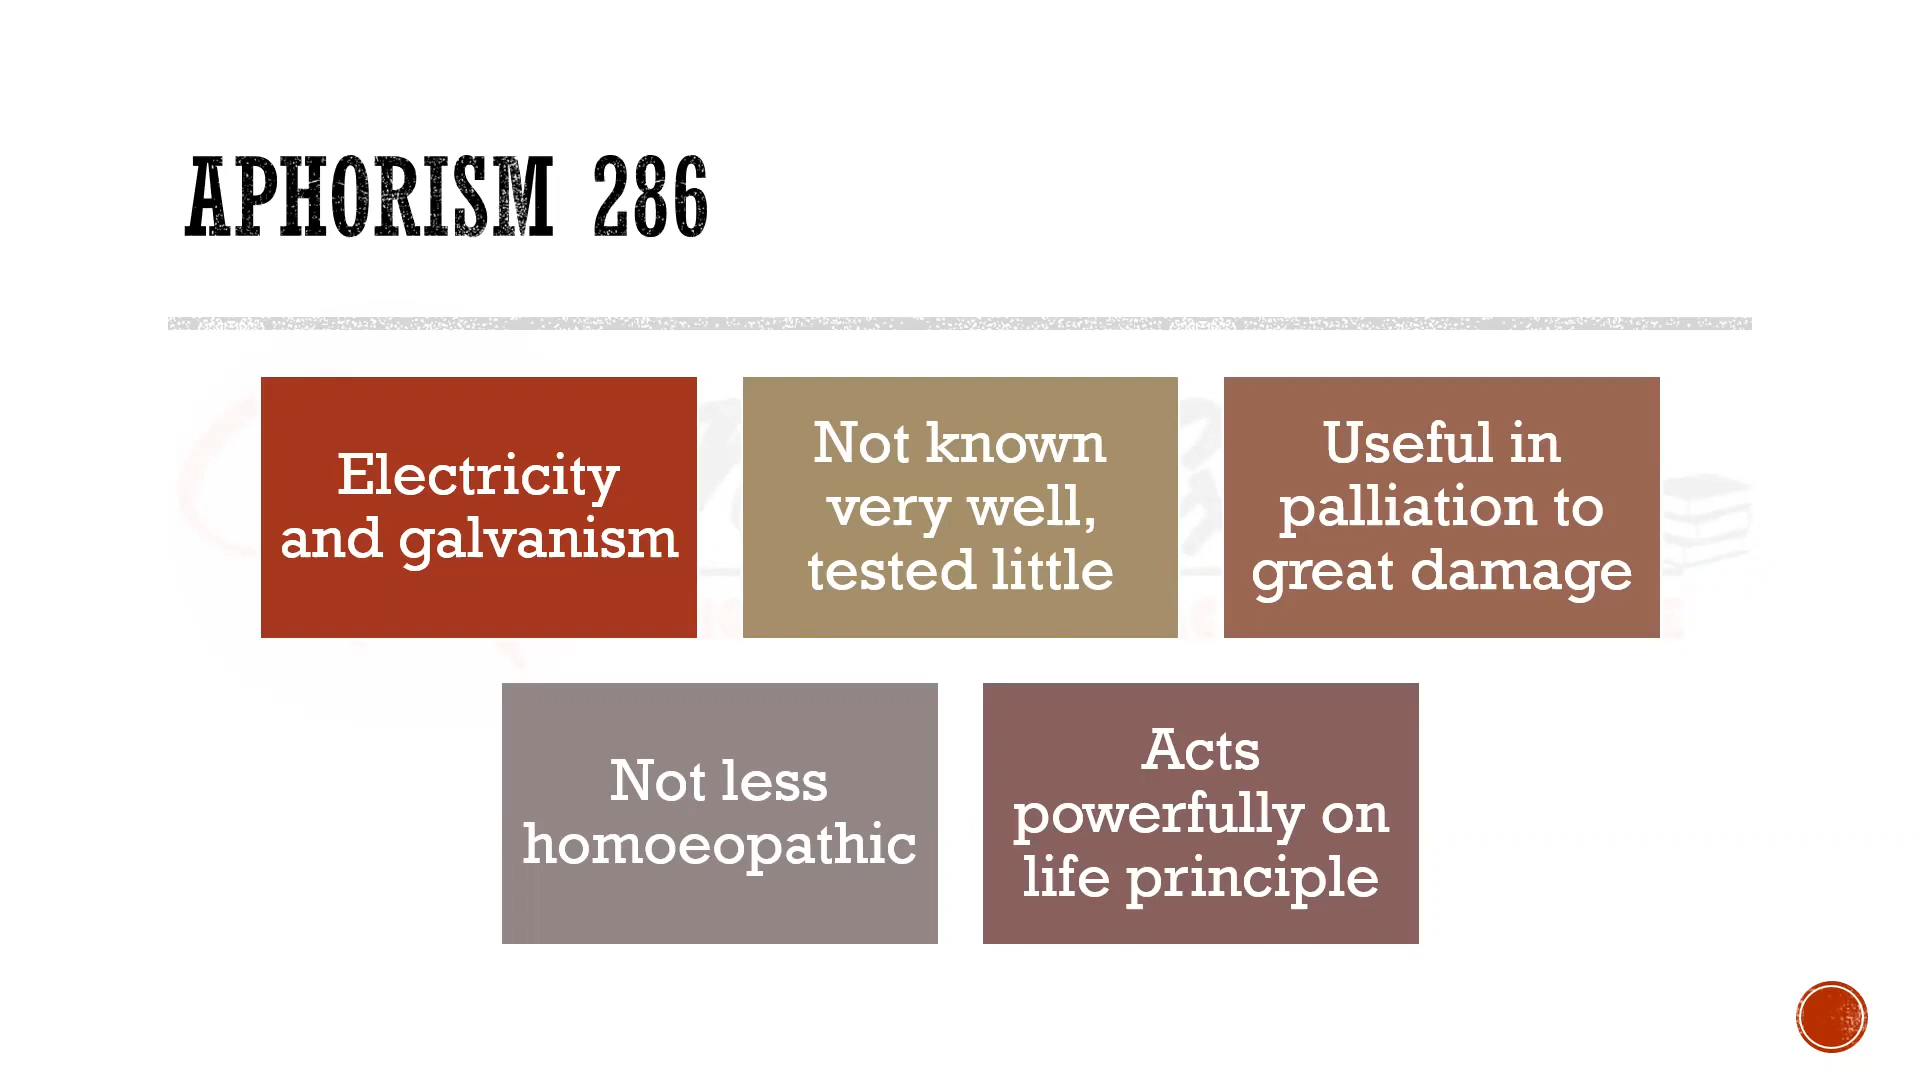 APHORISM 286
Electricity
and galvanism
Not known
very well,
tested little
Useful in
palliation to
great damage
Not less
homoeopathic
Acts
powerfully on
life principle